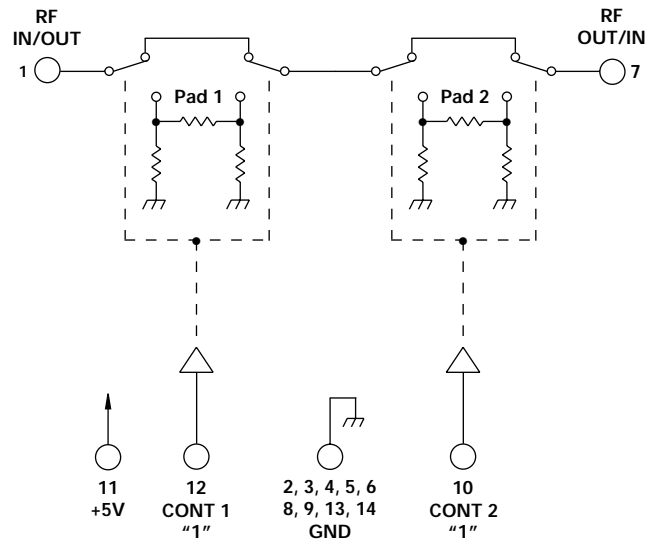 RF
IN/OUT
1
RF
OUT/IN
7
Pad 1
Pad 2
11
+5V
12
CONT 1
"1"
2, 3, 4, 5, 6
8, 9, 13, 14
GND
10
CONT 2
"1"